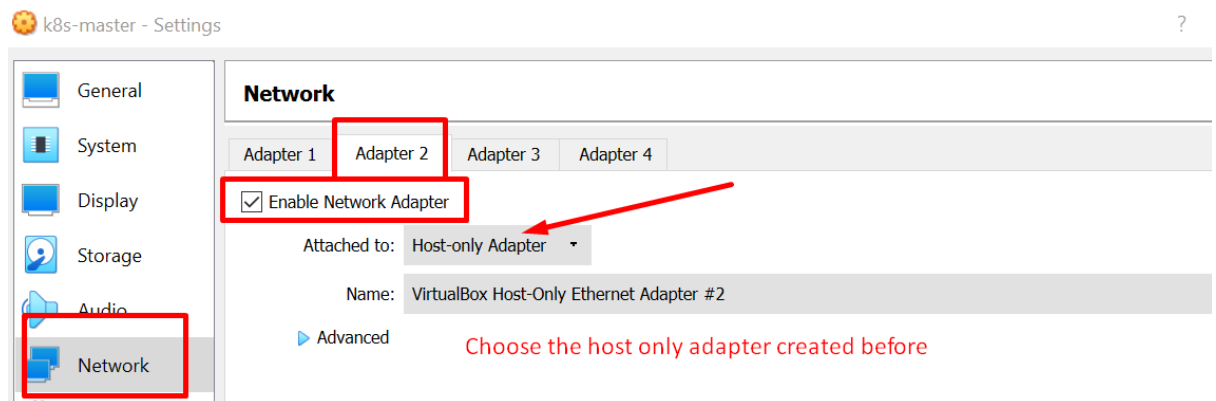 k8s-master - Settings
?
General
System
Display
Storage
Audio
Network
Network
Adapter 1 Adapter 2 Adapter 3 Adapter 4
Enable Network Adapter
Attached to: Host-only Adapter
Name: VirtualBox Host-Only Ethernet Adapter #2
Advanced
Choose the host only adapter created before